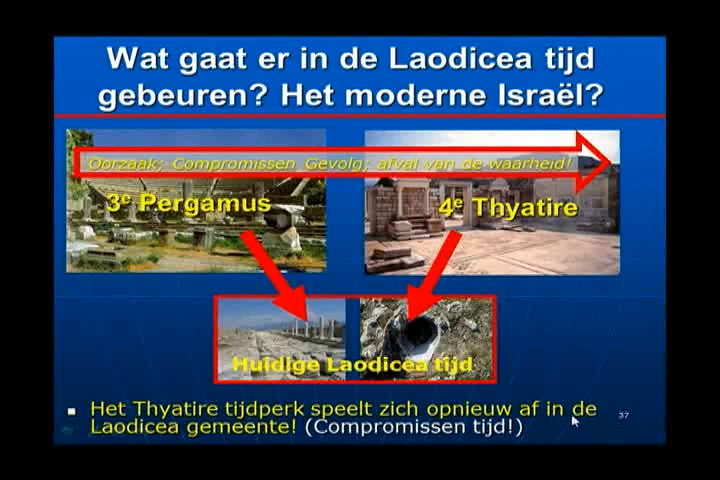 Wat gaat er in de Laodicea tijd
gebeuren? Het moderne Israël?
Oorzaak; Compromissen Gevolg; afval van de waarheid!
3e Pergamus
4e Thyatire
Huidige Laodicea tijd
Het Thyatire tijdperk speelt zich opnieuw af in de
Laodicea gemeente! (Compromissen tijd!)
37